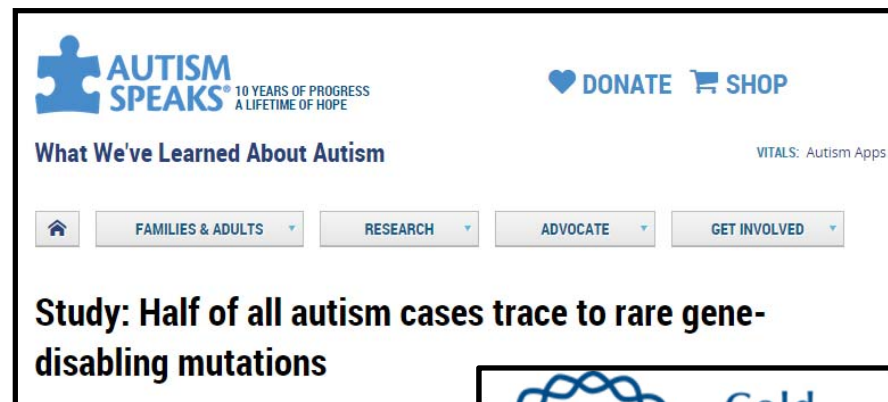 AUTISM
SPEAKS® 10 YEARS OF PROGRESS
A LIFETIME OF HOPE
DONATE SHOP
What We've Learned About Autism
VITALS: Autism Apps
FAMILIES & ADULTS RESEARCH ADVOCATE GET INVOLVED
Study: Half of all autism cases trace to rare gene-
disabling mutations